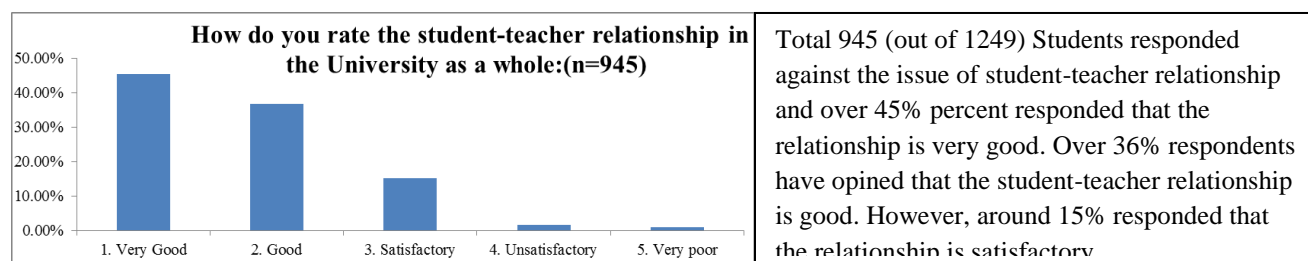 How do you rate the student-teacher relationship in
the University as a whole:(n=945)
50.00%
40.00%
30.00%
20.00%
10.00%
0.00%
1. Very Good 2. Good 3. Satisfactory 4. Unsatisfactory 5. Very poor
Total 945 (out of 1249) Students responded
against the issue of student-teacher relationship
and over 45% percent responded that the
relationship is very good. Over 36% respondents
have opined that the student-teacher relationship
is good. However, around 15% responded that
the relationship is satisfactory